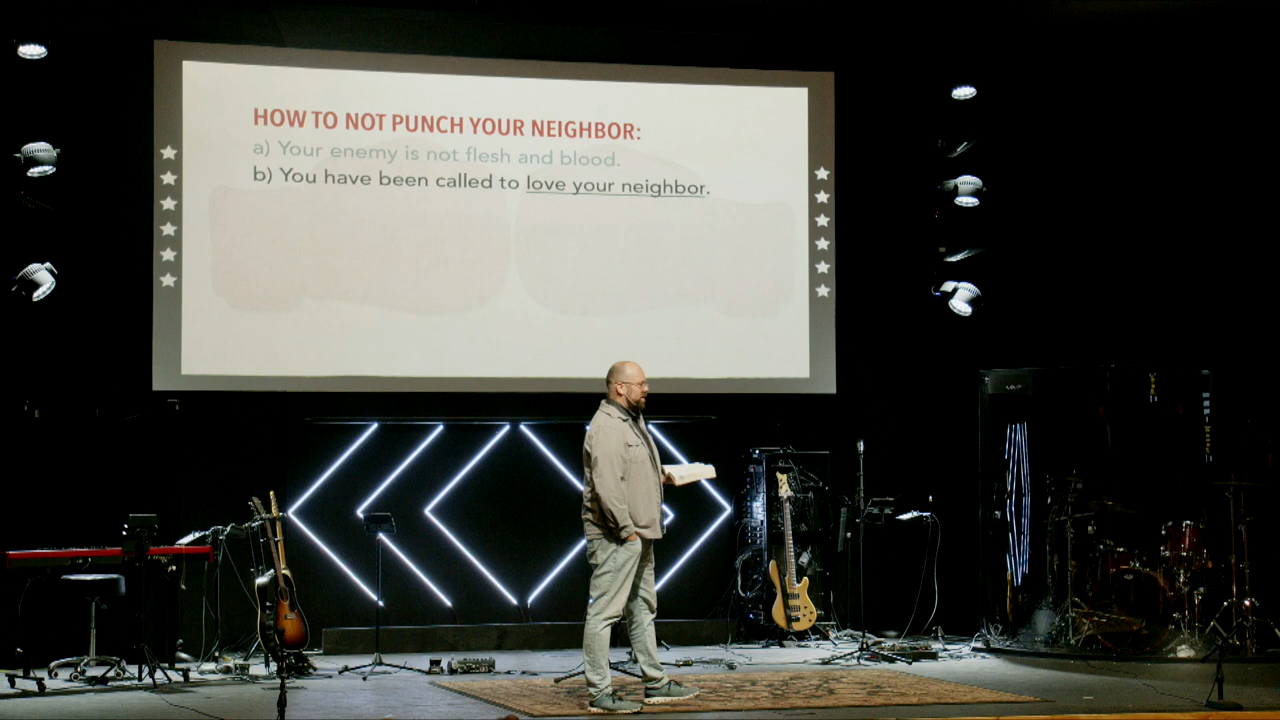 HOW TO NOT PUNCH YOUR NEIGHBOR:
a) Your enemy is not flesh and blood.
b) You have been called to love your neighbor.